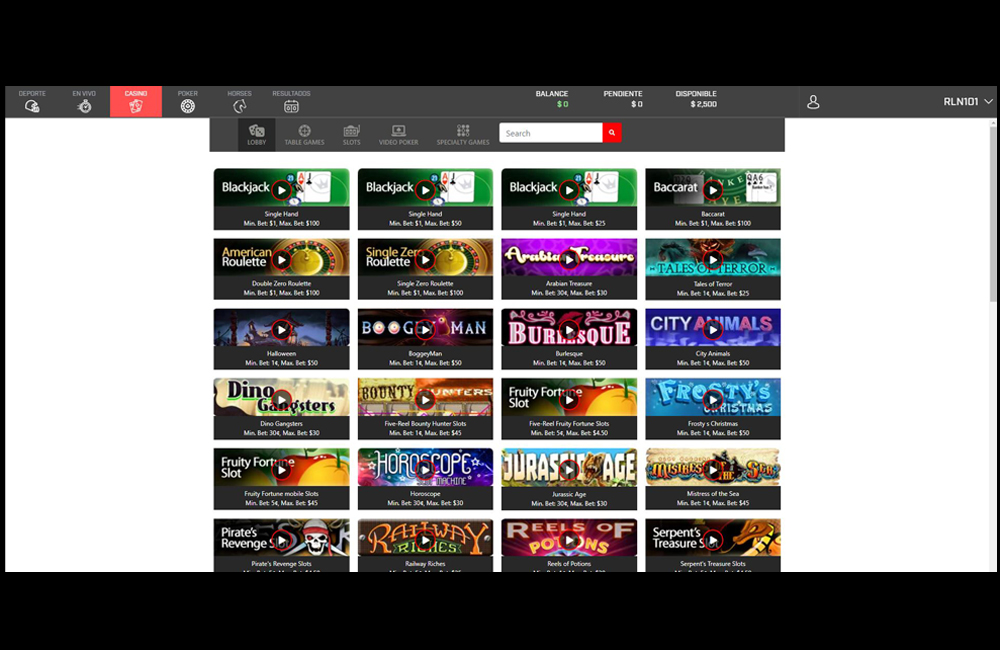 DEPORTE EN VIVO CASINO POKER HORSES RESULTADOS
BALANCE PENDIENTE DISPONIBLE
$ 0 $ 0 $ 2,500
RLN101
LOBBY TABLE GAMES SLOTS VIDEO POKER SPECIALTY GAMES Search
Blackjack Blackjack Blackjack Baccarat
Single Hand Single Hand Single Hand Baccarat
Min. Bet: $1, Max. Bet: $100 Min. Bet: $1, Max. Bet: $50 Min. Bet: $1, Max. Bet: $25 Min. Bet: $1, Max. Bet: $100
American Roulette Single Zero Roulette Arabian Treasure TALES OF TERROR
Double Zero Roulette Single Zero Roulette Arabian Treasure Tales of Terror
Min. Bet: $1, Max. Bet: $100 Min. Bet: $1, Max. Bet: $100 Min. Bet: 30¢, Max. Bet: $30 Min. Bet: 1¢, Max. Bet: $25
BOOGEYMAN BURLESQUE CITY ANIMALS
Halloween BoggeyMan Burlesque City Animals
Min. Bet: 1¢, Max. Bet: $50 Min. Bet: 1¢, Max. Bet: $50 Min. Bet: 1¢, Max. Bet: $50 Min. Bet: 1¢, Max. Bet: $50
Dino Gangsters BOUNTY HUNTERS Fruity Fortune Slot FROSTY'S CHRISTMAS
Dino Gangsters Five-Reel Bounty Hunter Slots Five-Reel Fruity Fortune Slots Frosty s Christmas
Min. Bet: 30¢, Max. Bet: $30 Min. Bet: 1¢, Max. Bet: $45 Min. Bet: 5¢, Max. Bet: $4.50 Min. Bet: 1¢, Max. Bet: $50
Fruity Fortune Slot HOROSCOPE SLOT MACHINE JURASSIC AGE MISTRESS OF THE SEA
Fruity Fortune mobile Slots Horoscope Jurassic Age Mistress of the Sea
Min. Bet: 5¢, Max. Bet: $45 Min. Bet: 30¢, Max. Bet: $30 Min. Bet: 30¢, Max. Bet: $30 Min. Bet: 1¢, Max. Bet: $45
Pirate's Revenge Slot RAILWAY RICHES REELS OF POTIONS Serpent's Treasure Slot
Pirate's Revenge Slots Railway Riches Reels of Potions Serpent's Treasure Slots